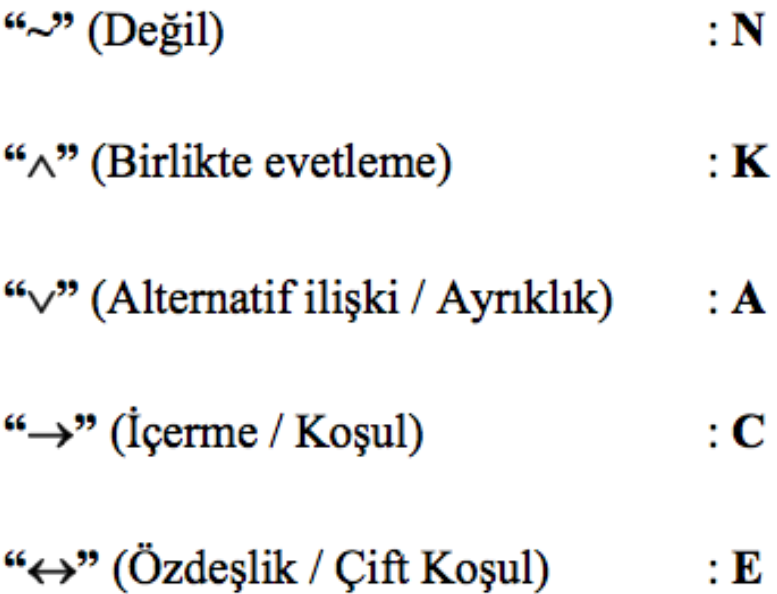 “~” (Değil) : N
“∧” (Birlikte evetleme) : K
“∨” (Alternatif ilişki / Ayrıklık) : A
“→” (İçerme / Koşul) : C
“↔” (Özdeşlik / Çift Koşul) : E